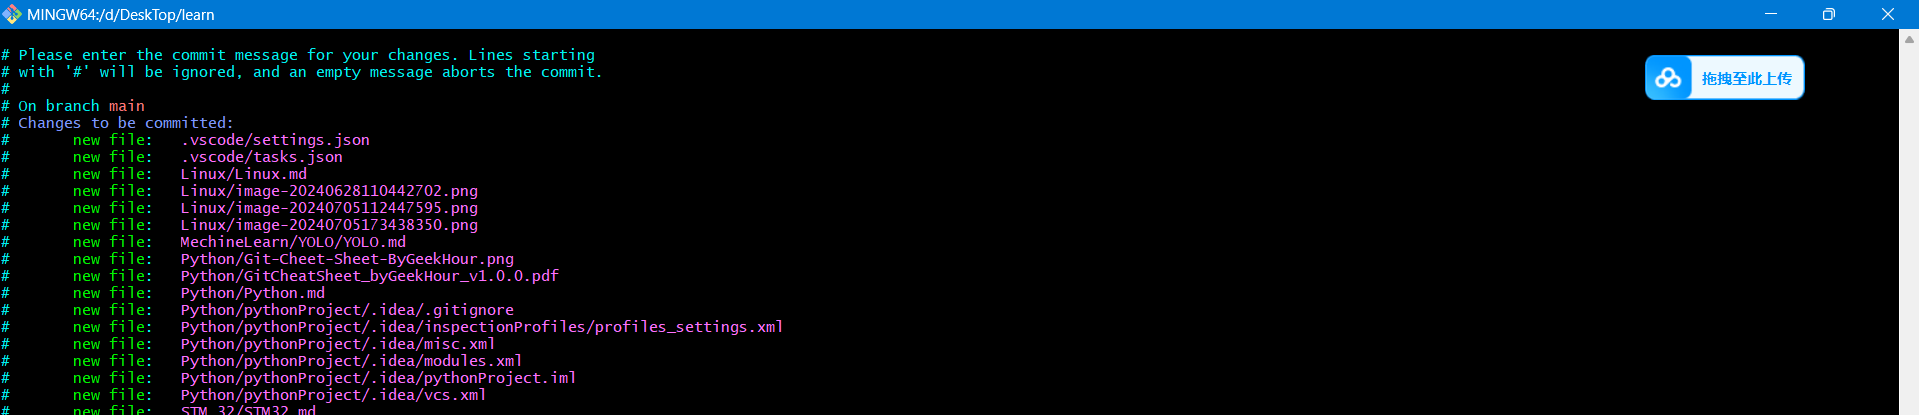 MINGW64:/d/DeskTop/learn
# Please enter the commit message for your changes. Lines starting
# with '#' will be ignored, and an empty message aborts the commit.
#
# On branch main
# Changes to be committed:
#       new file:   .vscode/settings.json
#       new file:   .vscode/tasks.json
#       new file:   Linux/Linux.md
#       new file:   Linux/image-20240628110442702.png
#       new file:   Linux/image-20240705112447595.png
#       new file:   Linux/image-20240705173438350.png
#       new file:   MechineLearn/YOLO/YOLO.md
#       new file:   Python/Git-Cheet-Sheet-ByGeekHour.png
#       new file:   Python/GitCheatSheet_byGeekHour_v1.0.0.pdf
#       new file:   Python/Python.md
#       new file:   Python/pythonProject/.idea/.gitignore
#       new file:   Python/pythonProject/.idea/inspectionProfiles/profiles_settings.xml
#       new file:   Python/pythonProject/.idea/misc.xml
#       new file:   Python/pythonProject/.idea/modules.xml
#       new file:   Python/pythonProject/.idea/pythonProject.iml
#       new file:   Python/pythonProject/.idea/vcs.xml
#       new file:   STM 32/STM32.md
拖拽至此上传